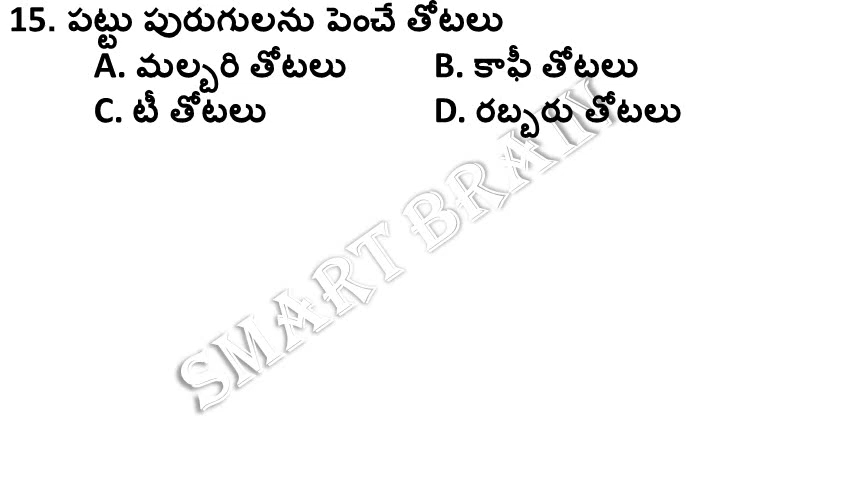 15. పట్టు పురుగులను పెంచే తోటలు
A. మల్బరి తోటలు B. కాఫీ తోటలు
C. టీ తోటలు D. రబ్బరు తోటలు
SMART BRAIN